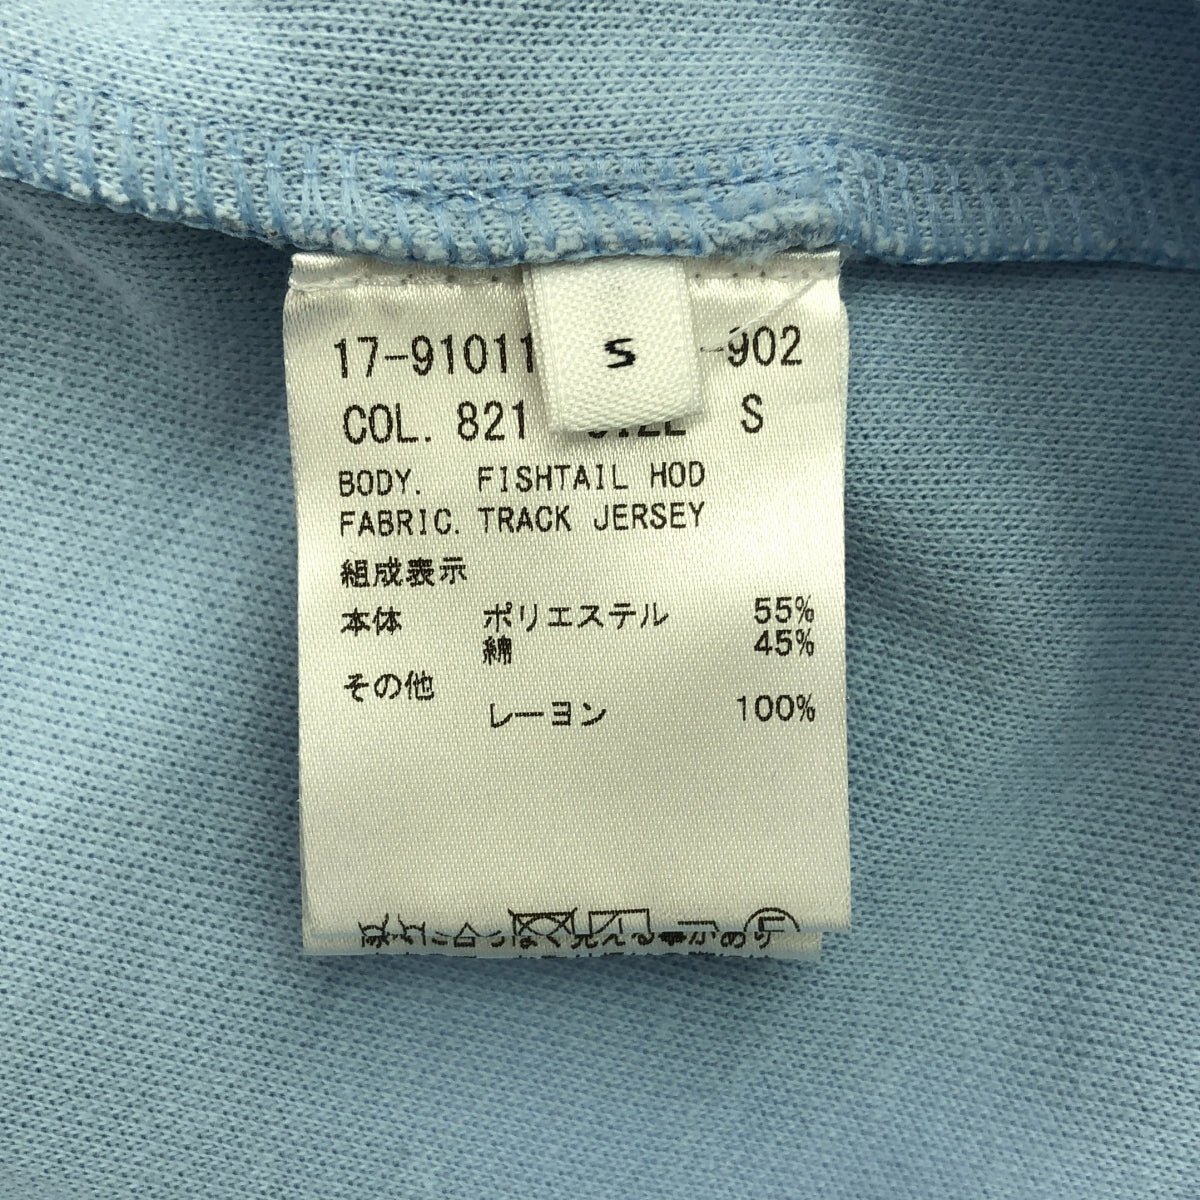 17-91011 S -902
COL. 821 SIZE S
BODY. FISHTAIL HOD
FABRIC. TRACK JERSEY
組成表示
本体 ポリエステル 55%
綿 45%
その他
レーヨン 100%